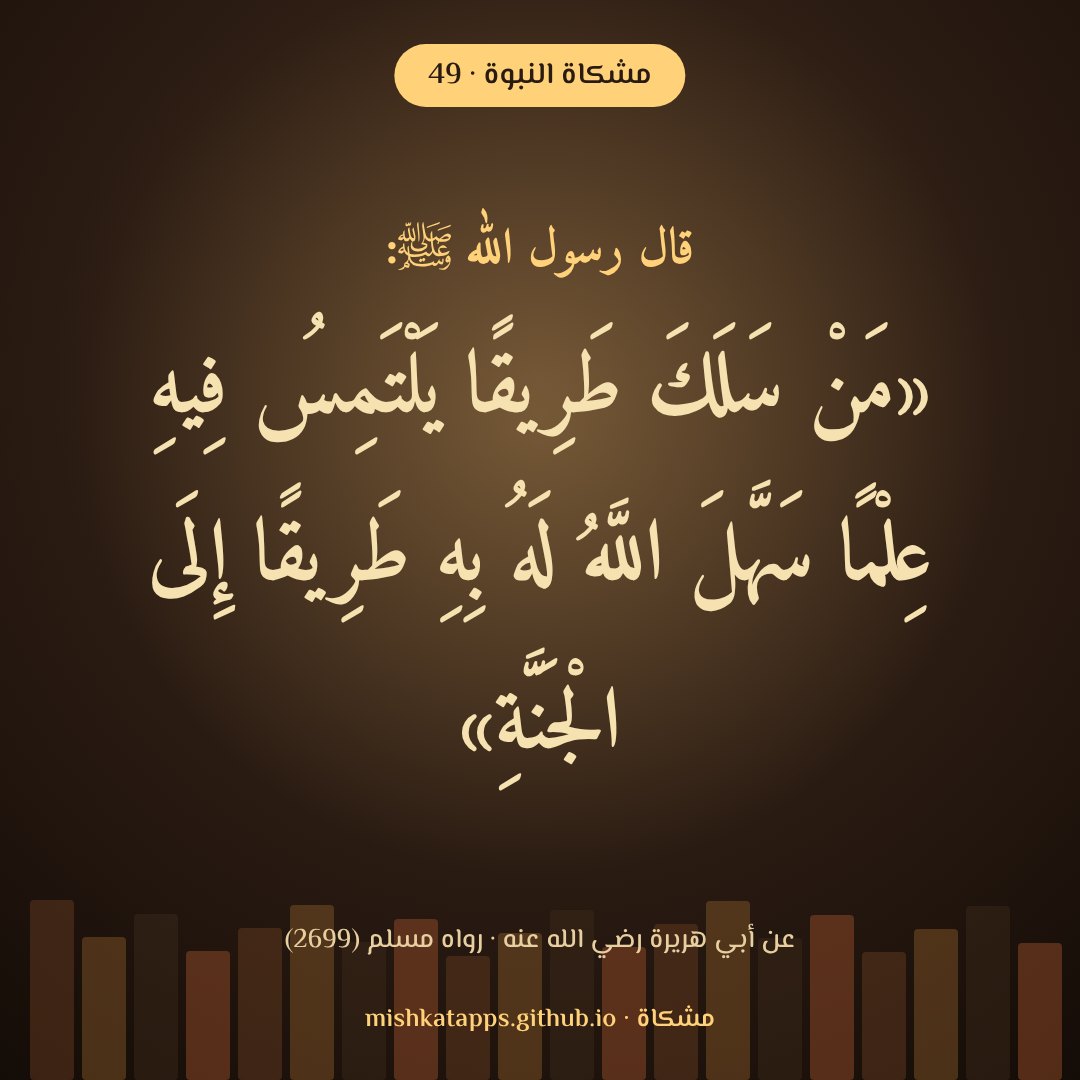 مشكاة النبوة · 49
قال رسول الله ﷺ:
«مَنْ سَلَكَ طَرِيقًا يَلْتَمِسُ فِيهِ
عِلْمًا سَهَّلَ اللَّهُ لَهُ بِهِ طَرِيقًا إِلَى
الْجَنَّةِ»
عن أبي هريرة رضي الله عنه · رواه مسلم (2699)
مشكاة · mishkatapps.github.io